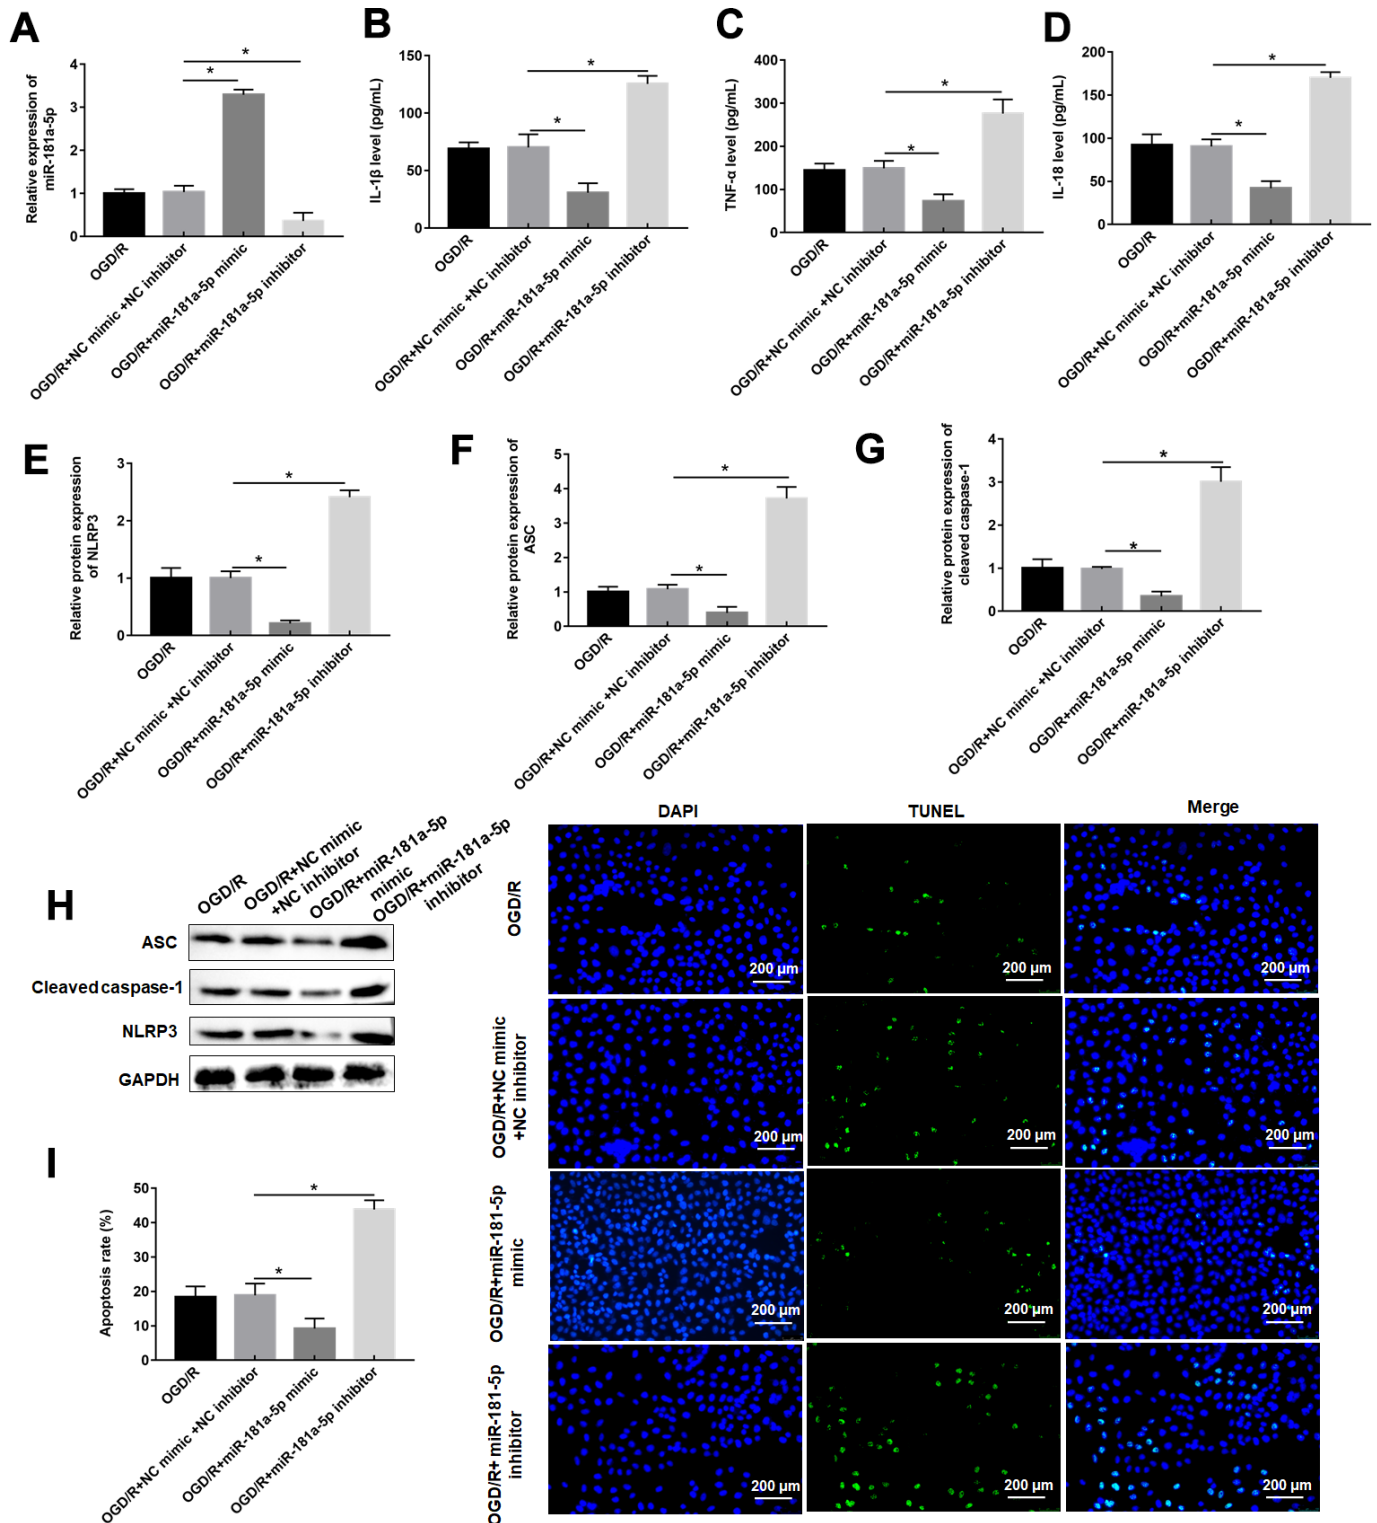 A
Relative expression of
miR-181a-5p
4
3
2
1
0
*
*
OGD/R
OGD/R+NC mimic +NC inhibitor
OGD/R+miR-181a-5p mimic
OGD/R+miR-181a-5p inhibitor
B
IL-1β level (pg/mL)
150
100
50
0
*
*
OGD/R
OGD/R+NC mimic +NC inhibitor
OGD/R+miR-181a-5p mimic
OGD/R+miR-181a-5p inhibitor
C
TNF-α level (pg/mL)
400
300
200
100
0
*
*
OGD/R
OGD/R+NC mimic +NC inhibitor
OGD/R+miR-181a-5p mimic
OGD/R+miR-181a-5p inhibitor
D
IL-18 level (pg/mL)
200
150
100
50
0
*
*
OGD/R
OGD/R+NC mimic +NC inhibitor
OGD/R+miR-181a-5p mimic
OGD/R+miR-181a-5p inhibitor
E
Relative protein expression
of NLRP3
3
2
1
0
*
*
OGD/R
OGD/R+NC mimic +NC inhibitor
OGD/R+miR-181a-5p mimic
OGD/R+miR-181a-5p inhibitor
F
Relative protein expression of
ASC
5
4
3
2
1
0
*
*
OGD/R
OGD/R+NC mimic +NC inhibitor
OGD/R+miR-181a-5p mimic
OGD/R+miR-181a-5p inhibitor
G
Relative protein expression of
cleaved caspase-1
4
3
2
1
0
*
*
OGD/R
OGD/R+NC mimic +NC inhibitor
OGD/R+miR-181a-5p mimic
OGD/R+miR-181a-5p inhibitor
H
OGD/R
OGD/R+NC mimic
+NC inhibitor
OGD/R+miR-181a-5p
mimic
OGD/R+miR-181a-5p
inhibitor
ASC
Cleaved caspase-1
NLRP3
GAPDH
I
Apoptosis rate (%)
50
40
30
20
10
0
*
*
OGD/R
OGD/R+NC mimic +NC inhibitor
OGD/R+miR-181a-5p mimic
OGD/R+miR-181a-5p inhibitor
DAPI
TUNEL
Merge
OGD/R
200 μm
200 μm
200 μm
OGD/R+NC mimic
+NC inhibitor
200 μm
200 μm
200 μm
OGD/R+miR-181-5p
mimic
200 μm
200 μm
200 μm
OGD/R+ miR-181-5p
inhibitor
200 μm
200 μm
200 μm